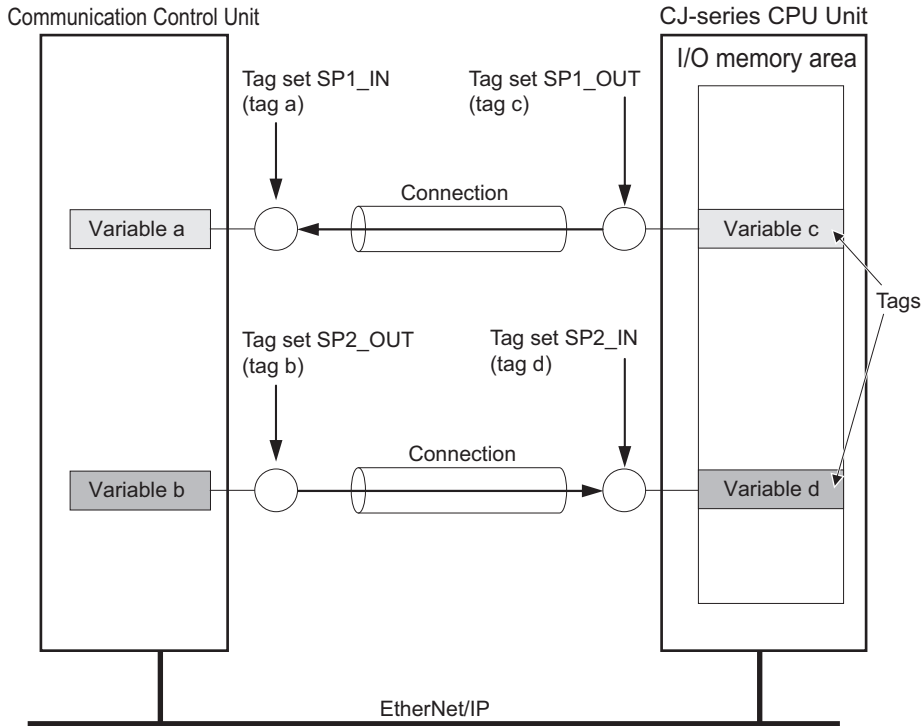 Communication Control Unit
CJ-series CPU Unit
I/O memory area
Tag set SP1_IN
(tag a)
Tag set SP1_OUT
(tag c)
Connection
Variable a
Variable c
Tags
Tag set SP2_OUT
(tag b)
Tag set SP2_IN
(tag d)
Connection
Variable b
Variable d
EtherNet/IP